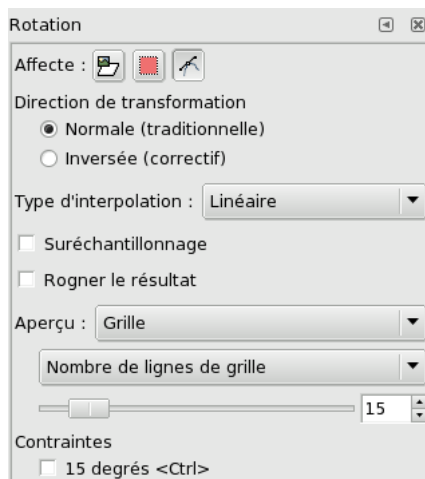 Rotation
Affecte :
Direction de transformation
Normale (traditionnelle)
Inversée (correctif)
Type d'interpolation : Linéaire
Suréchantillonnage
Rogner le résultat
Aperçu : Grille
Nombre de lignes de grille
15
Contraintes
15 degrés <Ctrl>